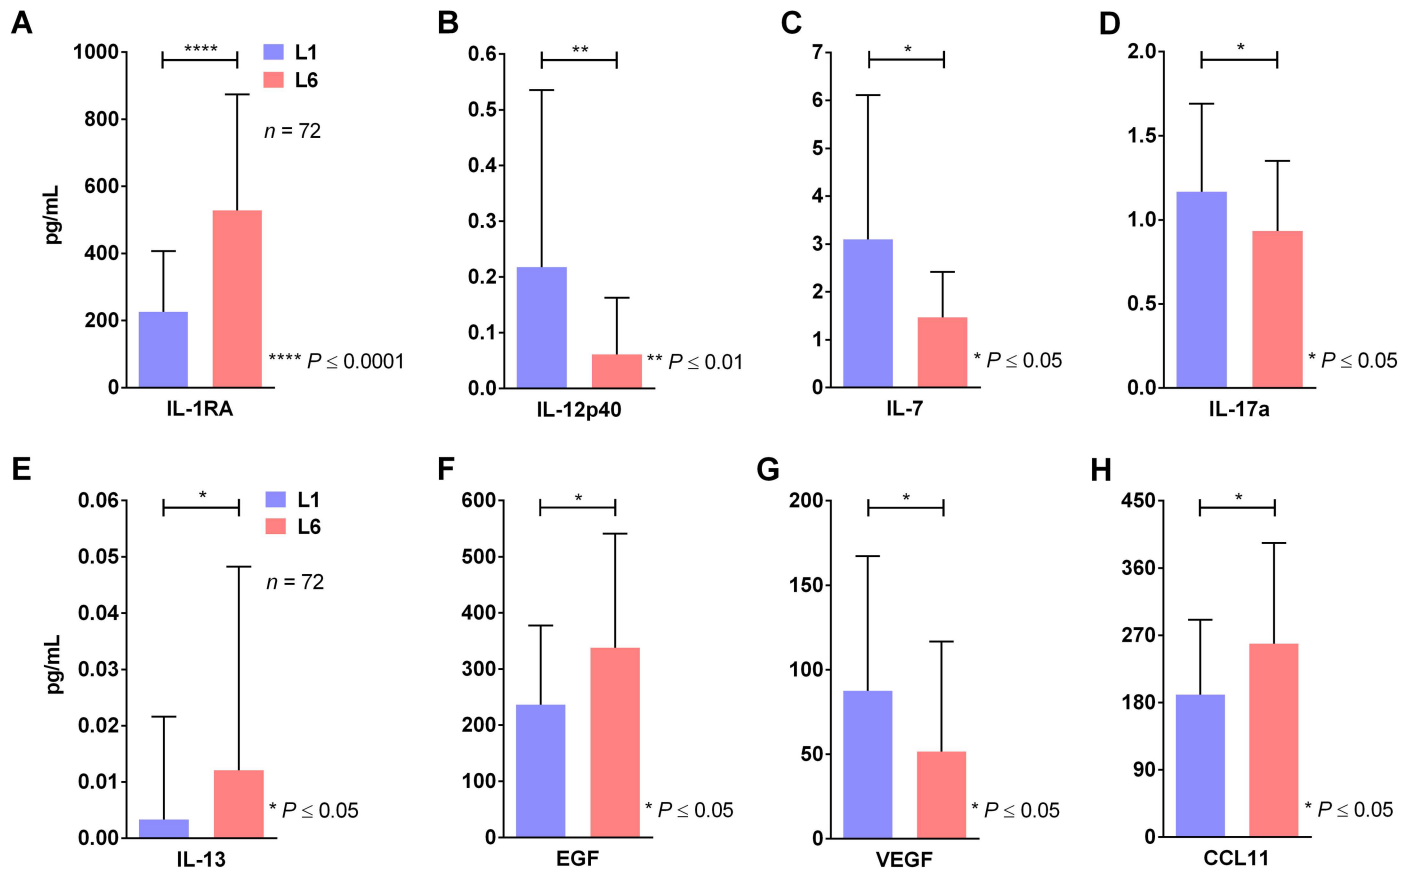 A
B
C
D
pg/mL
1000
800
600
400
200
0
****
L1
L6
n = 72
**** P ≤ 0.0001
IL-1RA
0.6
0.5
0.4
0.3
0.2
0.1
0.0
**
** P ≤ 0.01
IL-12p40
7
6
5
4
3
2
1
0
*
* P ≤ 0.05
IL-7
2.0
1.5
1.0
0.5
0.0
*
* P ≤ 0.05
IL-17a
E
F
G
H
pg/mL
0.06
0.05
0.04
0.03
0.02
0.01
0.00
*
L1
L6
n = 72
* P ≤ 0.05
IL-13
600
500
400
300
200
100
0
*
* P ≤ 0.05
EGF
200
150
100
50
0
*
* P ≤ 0.05
VEGF
450
360
270
180
90
0
*
* P ≤ 0.05
CCL11